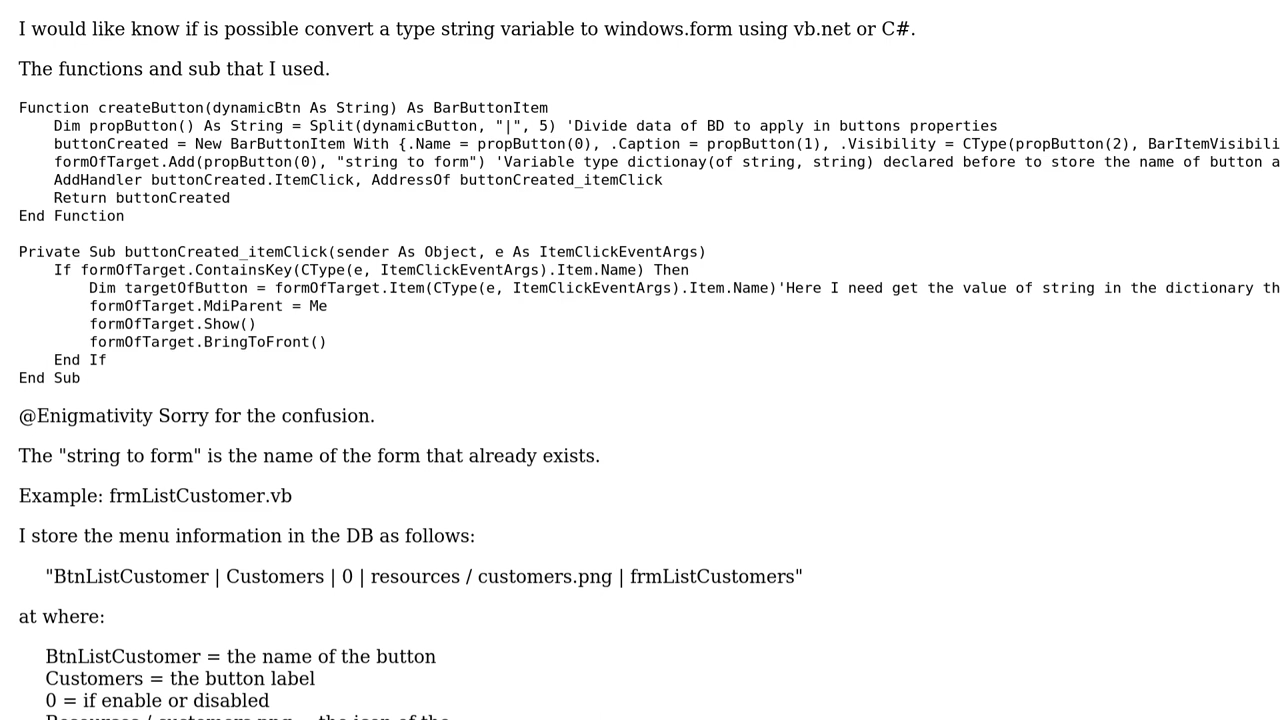 I would like know if is possible convert a type string variable to windows.form using vb.net or C#.
The functions and sub that I used.
Function createButton(dynamicBtn As String) As BarButtonItem
    Dim propButton() As String = Split(dynamicButton, "|", 5) 'Divide data of BD to apply in buttons properties
    buttonCreated = New BarButtonItem With {.Name = propButton(0), .Caption = propButton(1), .Visibility = CType(propButton(2), BarItemVisibili
    formOfTarget.Add(propButton(0), "string to form") 'Variable type dictionay(of string, string) declared before to store the name of button a
    AddHandler buttonCreated.ItemClick, AddressOf buttonCreated_itemClick
    Return buttonCreated
End Function
Private Sub buttonCreated_itemClick(sender As Object, e As ItemClickEventArgs)
    If formOfTarget.ContainsKey(CType(e, ItemClickEventArgs).Item.Name) Then
        Dim targetOfButton = formOfTarget.Item(CType(e, ItemClickEventArgs).Item.Name)'Here I need get the value of string in the dictionary th
        formOfTarget.MdiParent = Me
        formOfTarget.Show()
        formOfTarget.BringToFront()
    End If
End Sub
@Enigmativity Sorry for the confusion.
The "string to form" is the name of the form that already exists.
Example: frmListCustomer.vb
I store the menu information in the DB as follows:
"BtnListCustomer | Customers | 0 | resources / customers.png | frmListCustomers"
at where:
BtnListCustomer = the name of the button
Customers = the button label
0 = if enable or disabled
Resources / customers.png = the icon of the